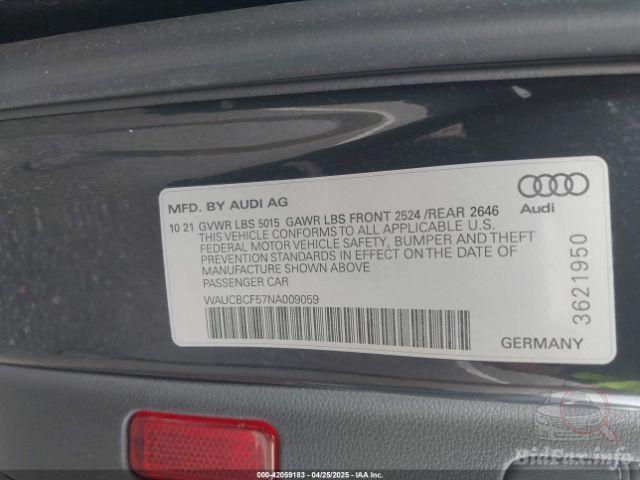 MFD. BY AUDI AG
Audi
10 21 GVWR LBS 5015 GAWR LBS FRONT 2524 /REAR 2646
THIS VEHICLE CONFORMS TO ALL APPLICABLE U.S.
FEDERAL MOTOR VEHICLE SAFETY, BUMPER AND THEFT
PREVENTION STANDARDS IN EFFECT ON THE DATE OF
MANUFACTURE SHOWN ABOVE
PASSENGER CAR
WAUCBCF57NA009059
3621950
GERMANY
BidFax.info
000-42059183 - 04/25/2025 - IAA Inc.